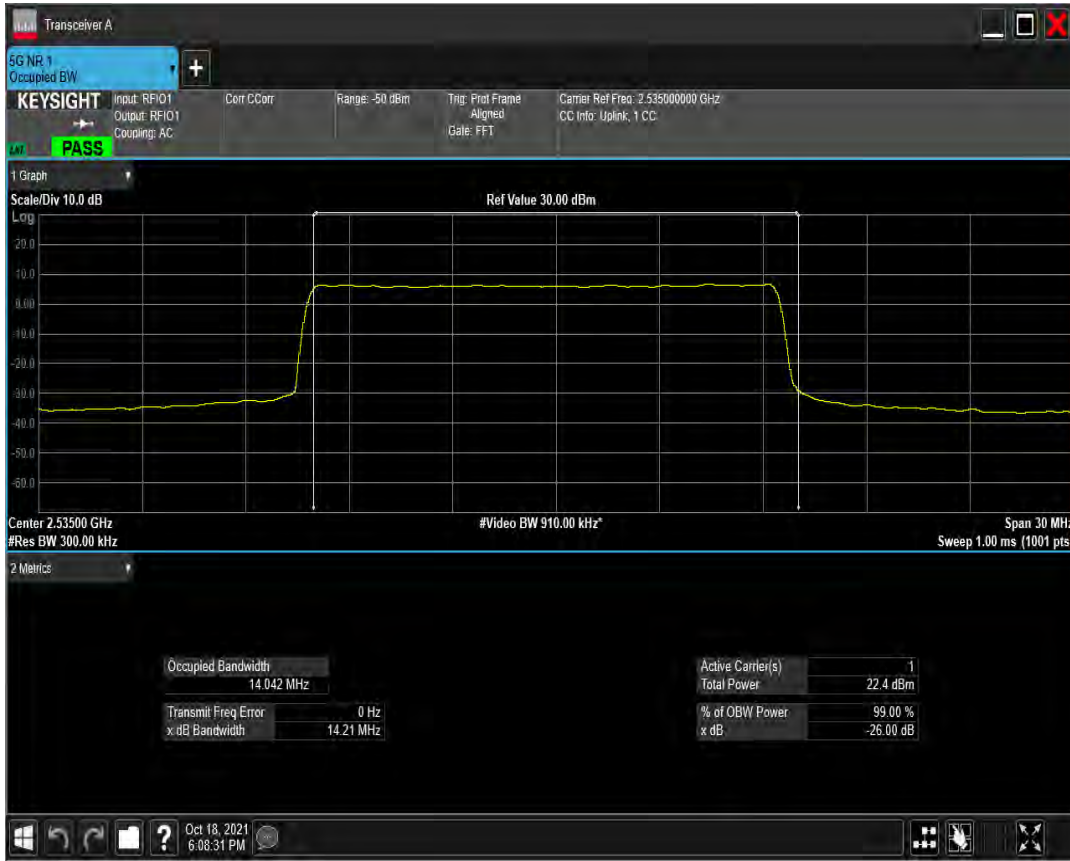 Transceiver A
5G NR 1
Occupied BW
+
KEYSIGHT
Input: RFIO1
Output: RFIO1
Coupling: AC
Corr CCorr
Range: -50 dBm
Trig: Prot Frame
Aligned
Gate: FFT
Carrier Ref Freq: 2.535000000 GHz
CC Info: Uplink, 1 CC
PASS
1 Graph
Scale/Div 10.0 dB
Ref Value 30.00 dBm
Log
20.0
10.0
0.00
-10.0
-20.0
-30.0
-40.0
-50.0
-60.0
Center 2.53500 GHz
#Video BW 910.00 kHz*
Span 30 MHz
#Res BW 300.00 kHz
Sweep 1.00 ms (1001 pts
2 Metrics
Occupied Bandwidth
14.042 MHz
Transmit Freq Error 0 Hz
x dB Bandwidth 14.21 MHz
Active Carrier(s) 1
Total Power 22.4 dBm
% of OBW Power 99.00 %
x dB -26.00 dB
?
Oct 18, 2021
6:08:31 PM